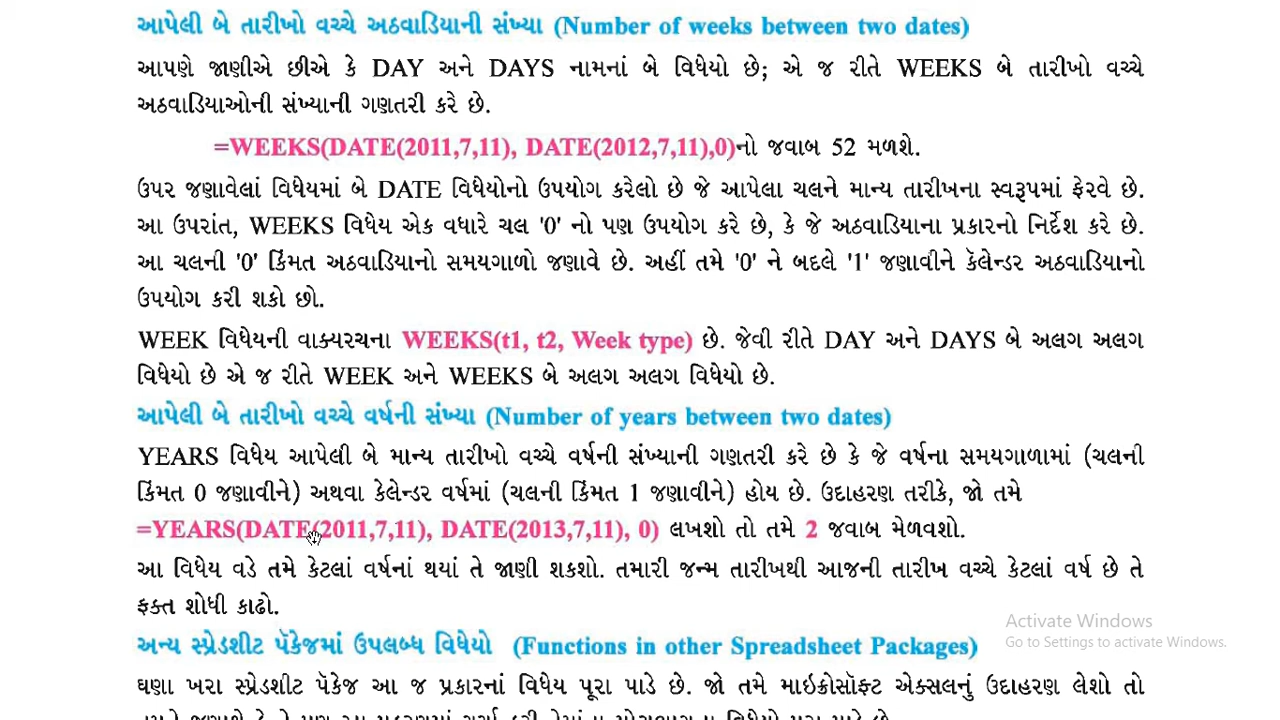 આપેલી બે તારીખો વચ્ચે અઠવાડિયાની સંખ્યા (Number of weeks between two dates)
આપણે જાણીએ છીએ કે DAY અને DAYS નામનાં બે વિધેયો છે; એ જ રીતે WEEKS બે તારીખો વચ્ચે
અઠવાડિયાઓની સંખ્યાની ગણતરી કરે છે.
=WEEKS(DATE(2011,7,11), DATE(2012,7,11),0)નો જવાબ 52 મળશે.
ઉપર જણાવેલાં વિધેયમાં બે DATE વિધેયોનો ઉપયોગ કરેલો છે જે આપેલા ચલને માન્ય તારીખના સ્વરૂપમાં ફેરવે છે.
આ ઉપરાંત, WEEKS વિધેય એક વધારે ચલ '0' નો પણ ઉપયોગ કરે છે, કે જે અઠવાડિયાના પ્રકારનો નિર્દેશ કરે છે.
આ ચલની '0' કિંમત અઠવાડિયાનો સમયગાળો જણાવે છે. અહીં તમે '0' ને બદલે '1' જણાવીને કૅલેન્ડર અઠવાડિયાનો
ઉપયોગ કરી શકો છો.
WEEK વિધેયની વાક્યરચના WEEKS(t1, t2, Week type) છે. જેવી રીતે DAY અને DAYS બે અલગ અલગ
વિધેયો છે એ જ રીતે WEEK અને WEEKS બે અલગ અલગ વિધેયો છે.
આપેલી બે તારીખો વચ્ચે વર્ષની સંખ્યા (Number of years between two dates)
YEARS વિધેય આપેલી બે માન્ય તારીખો વચ્ચે વર્ષની સંખ્યાની ગણતરી કરે છે કે જે વર્ષના સમયગાળામાં (ચલની
કિંમત 0 જણાવીને) અથવા કેલેન્ડર વર્ષમાં (ચલની કિંમત 1 જણાવીને) હોય છે. ઉદાહરણ તરીકે, જો તમે
=YEARS(DATE(2011,7,11), DATE(2013,7,11), 0) લખશો તો તમે 2 જવાબ મેળવશો.
આ વિધેય વડે તમે કેટલાં વર્ષનાં થયાં તે જાણી શકશો. તમારી જન્મ તારીખથી આજની તારીખ વચ્ચે કેટલાં વર્ષ છે તે
ફક્ત શોધી કાઢો.
Activate Windows
Go to Settings to activate Windows.
અન્ય સ્પ્રેડશીટ પૅકેજમાં ઉપલબ્ધ વિધેયો (Functions in other Spreadsheet Packages)
ઘણા ખરા સ્પ્રેડશીટ પૅકેજ આ જ પ્રકારનાં વિધેય પૂરા પાડે છે. જો તમે માઇક્રોસૉફ્ટ એક્સલનું ઉદાહરણ લેશો તો